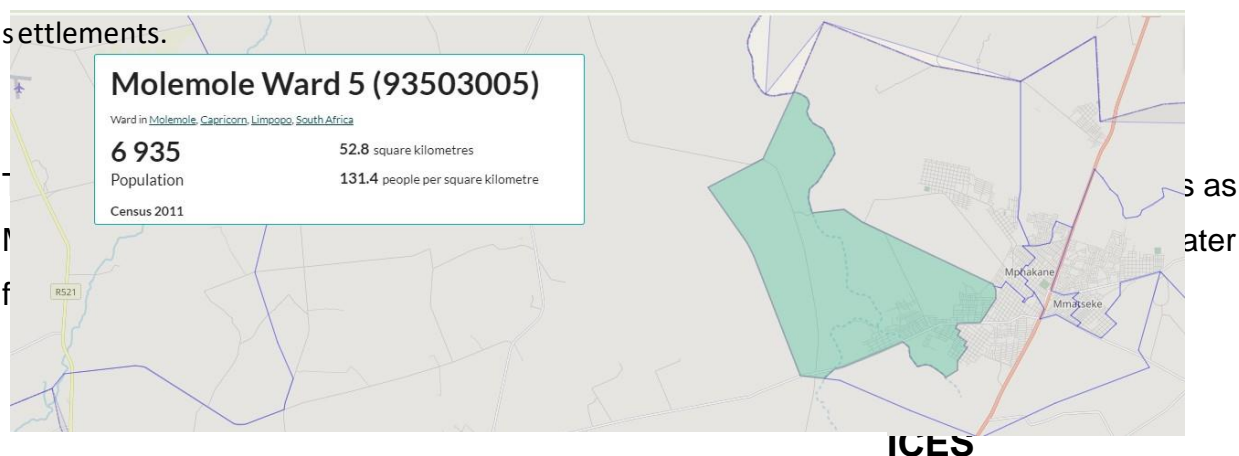 settlements.
Molemole Ward 5 (93503005)
Ward in Molemole, Capricorn, Limpopo, South Africa
6 935
Population
52.8 square kilometres
131.4 people per square kilometre
Census 2011
s as
ater
R521
Mphakane
Mmatseke
ICES